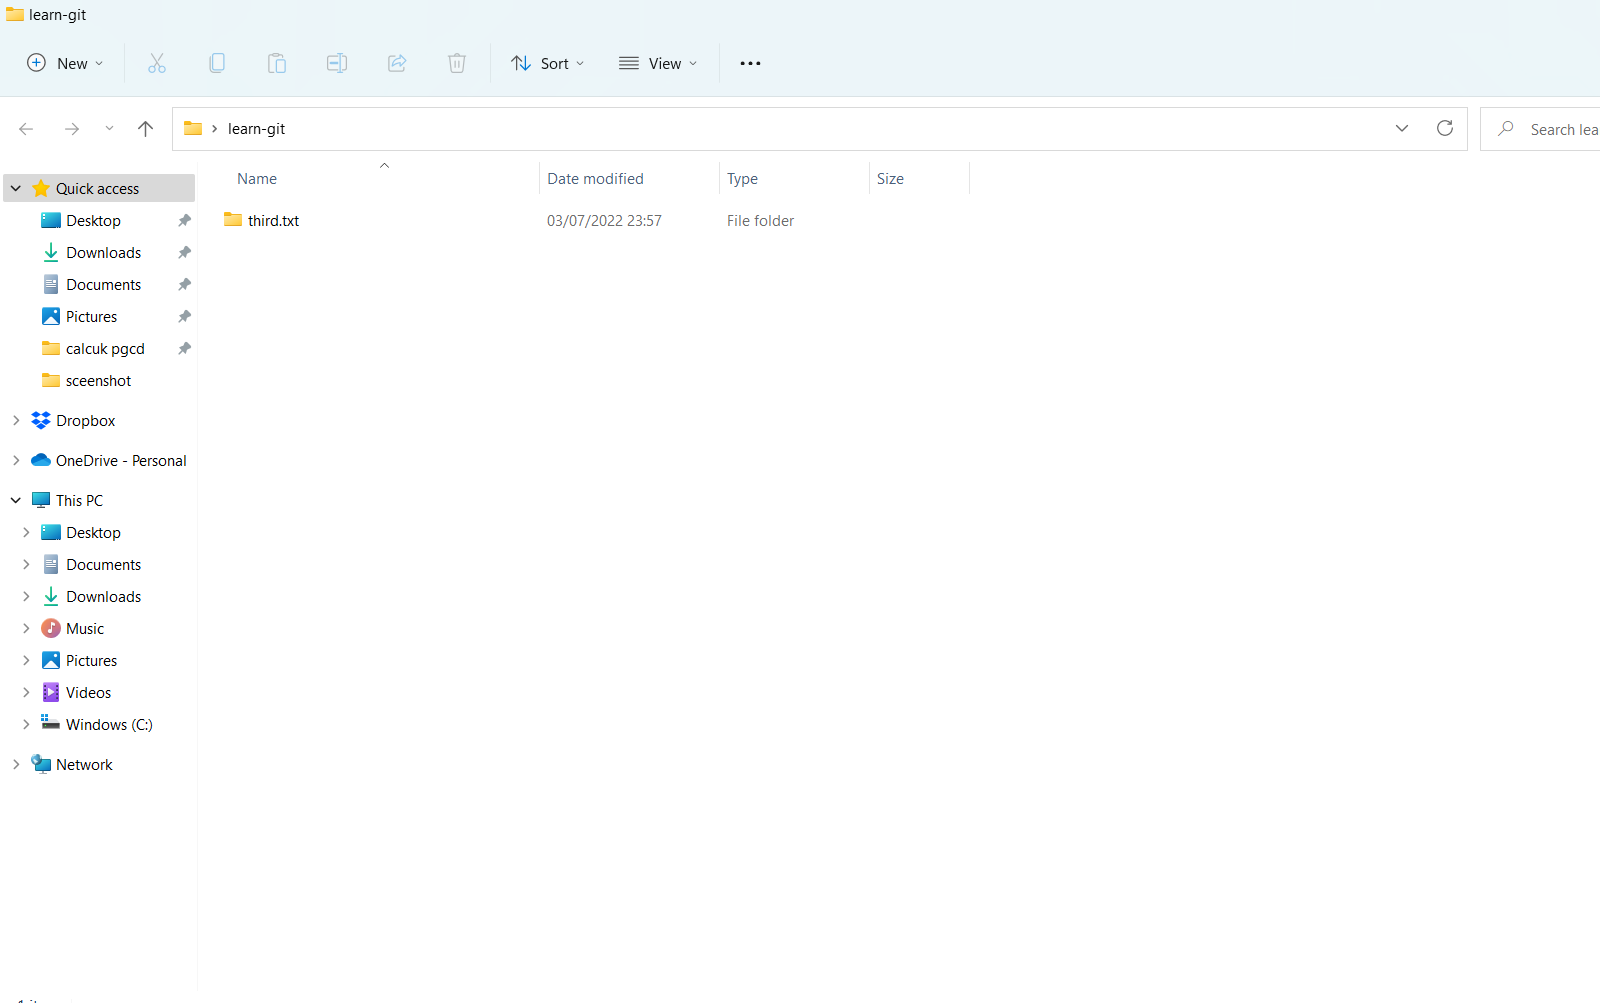 learn-git
New
Sort
View
learn-git
Search lea
Name
Date modified
Type
Size
third.txt
03/07/2022 23:57
File folder
Quick access
Desktop
Downloads
Documents
Pictures
calcuk pgcd
sceenshot
Dropbox
OneDrive - Personal
This PC
Desktop
Documents
Downloads
Music
Pictures
Videos
Windows (C:)
Network